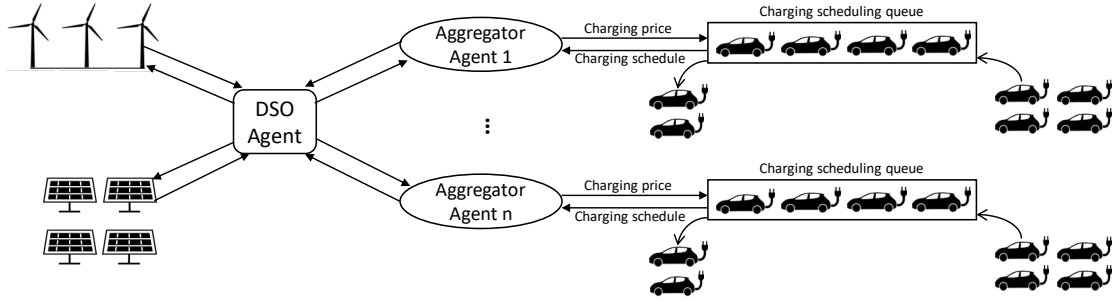 Charging scheduling queue
Aggregator
Agent 1
Charging price
Charging schedule
DSO
Agent
...
Charging scheduling queue
Aggregator
Agent n
Charging price
Charging schedule